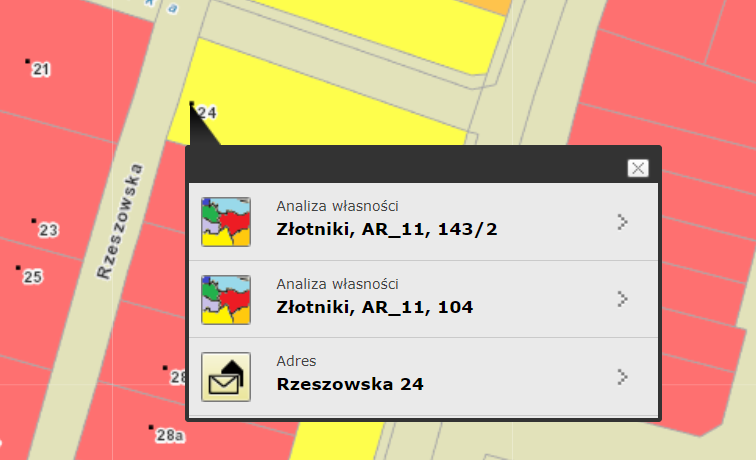 k a
21
24
Rzeszowska
23
25
Analiza własności
Złotniki, AR_11, 143/2
Analiza własności
Złotniki, AR_11, 104
Adres
Rzeszowska 24
28a